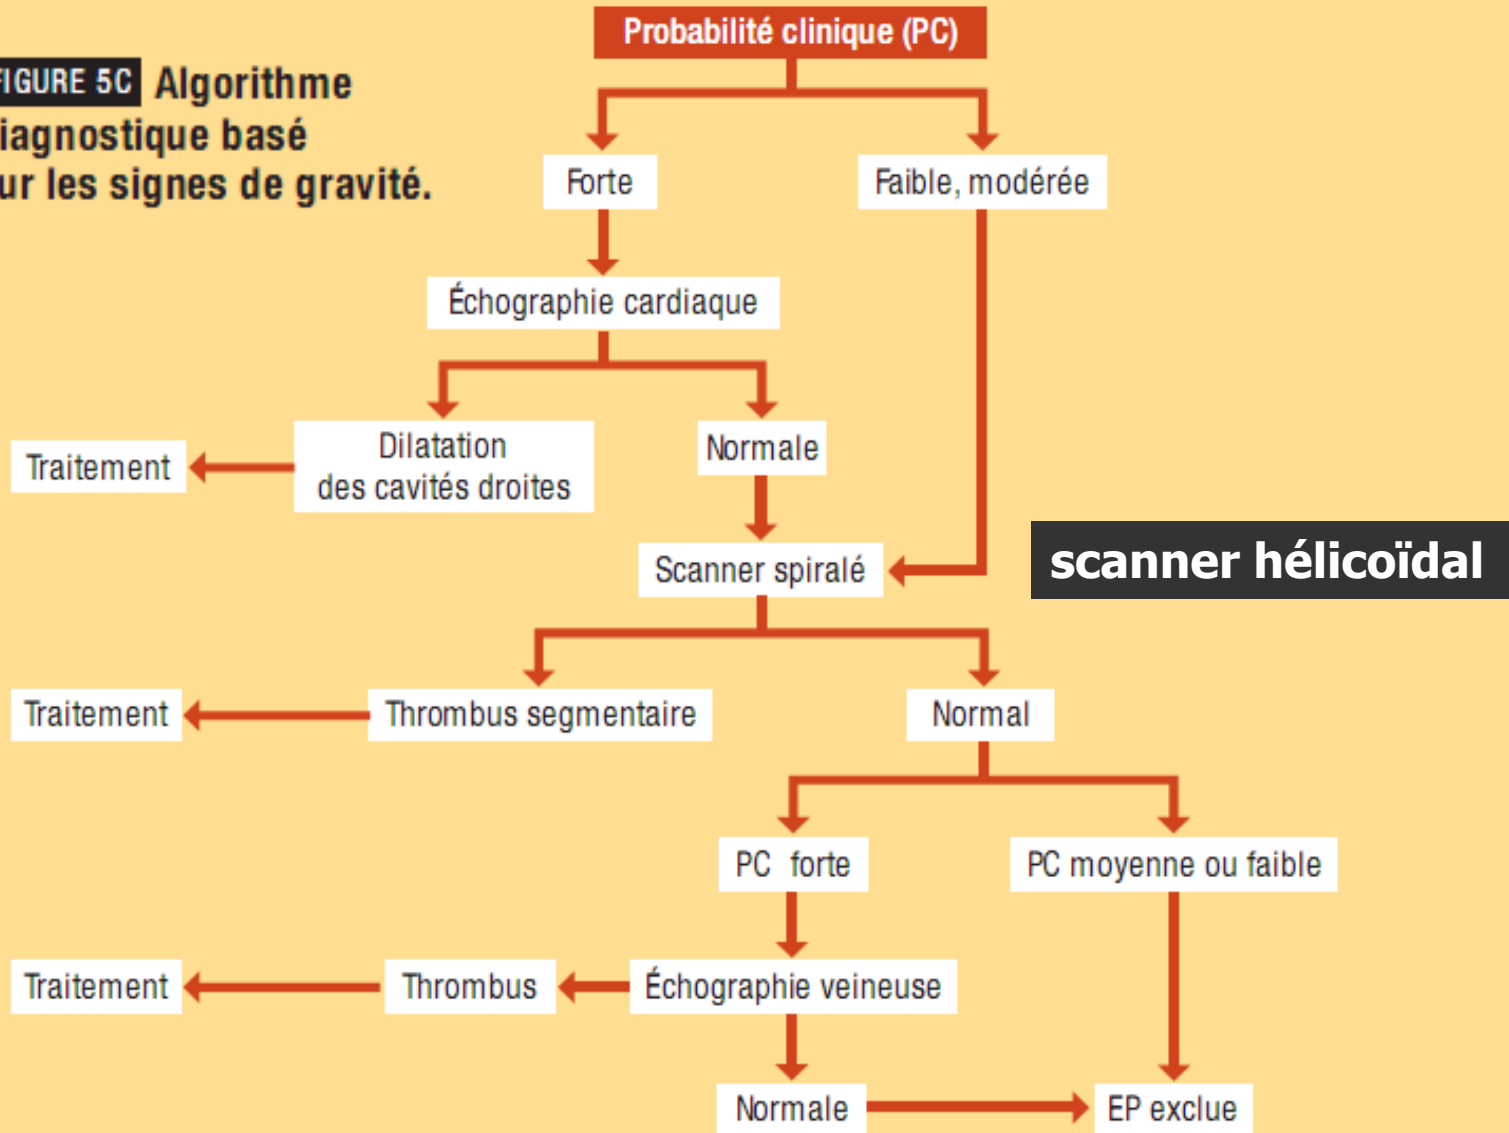 Probabilité clinique (PC)
FIGURE 5C Algorithme
iagnostique basé
ur les signes de gravité.
Forte
Faible, modérée
Échographie cardiaque
Traitement
Dilatation
des cavités droites
Normale
Scanner spiralé
scanner hélicoïdal
Traitement
Thrombus segmentaire
Normal
PC forte
PC moyenne ou faible
Traitement
Thrombus
Échographie veineuse
Normale
EP exclue